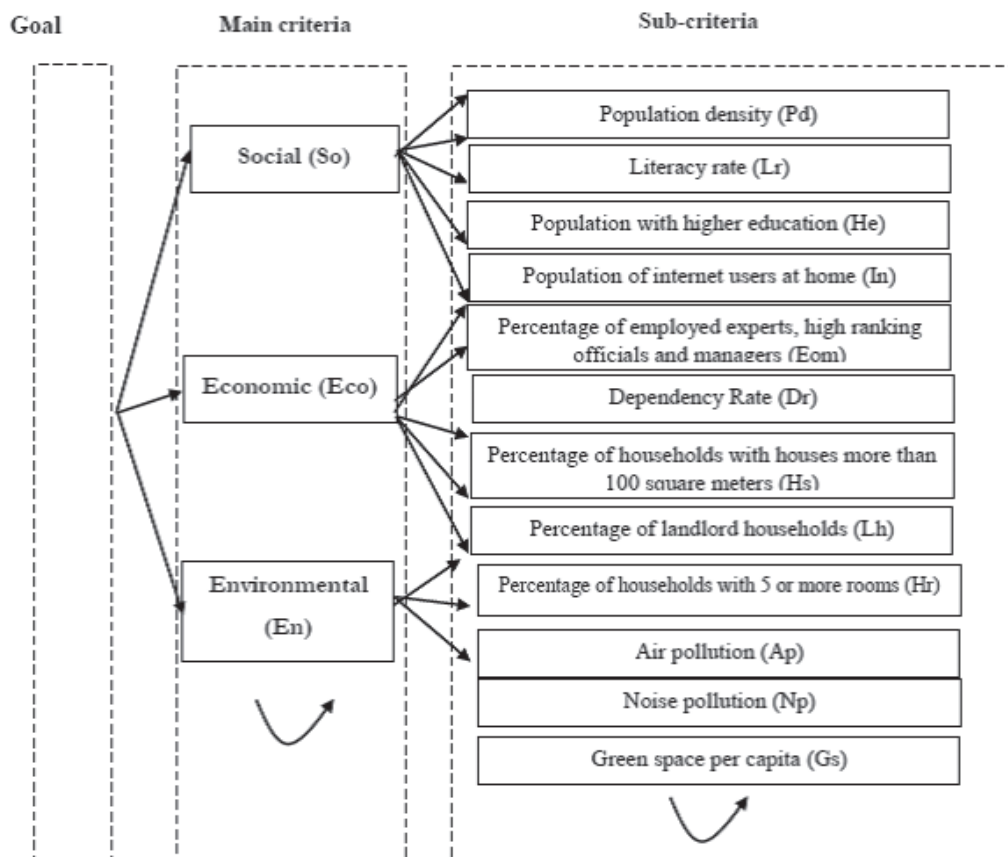 Goal
Main criteria
Sub-criteria
Social (So)
Economic (Eco)
Environmental
(En)
Population density (Pd)
Literacy rate (Lr)
Population with higher education (He)
Population of internet users at home (In)
Percentage of employed experts, high ranking
officials and managers (Eom)
Dependency Rate (Dr)
Percentage of households with houses more than
100 square meters (Hs)
Percentage of landlord households (Lh)
Percentage of households with 5 or more rooms (Hr)
Air pollution (Ap)
Noise pollution (Np)
Green space per capita (Gs)